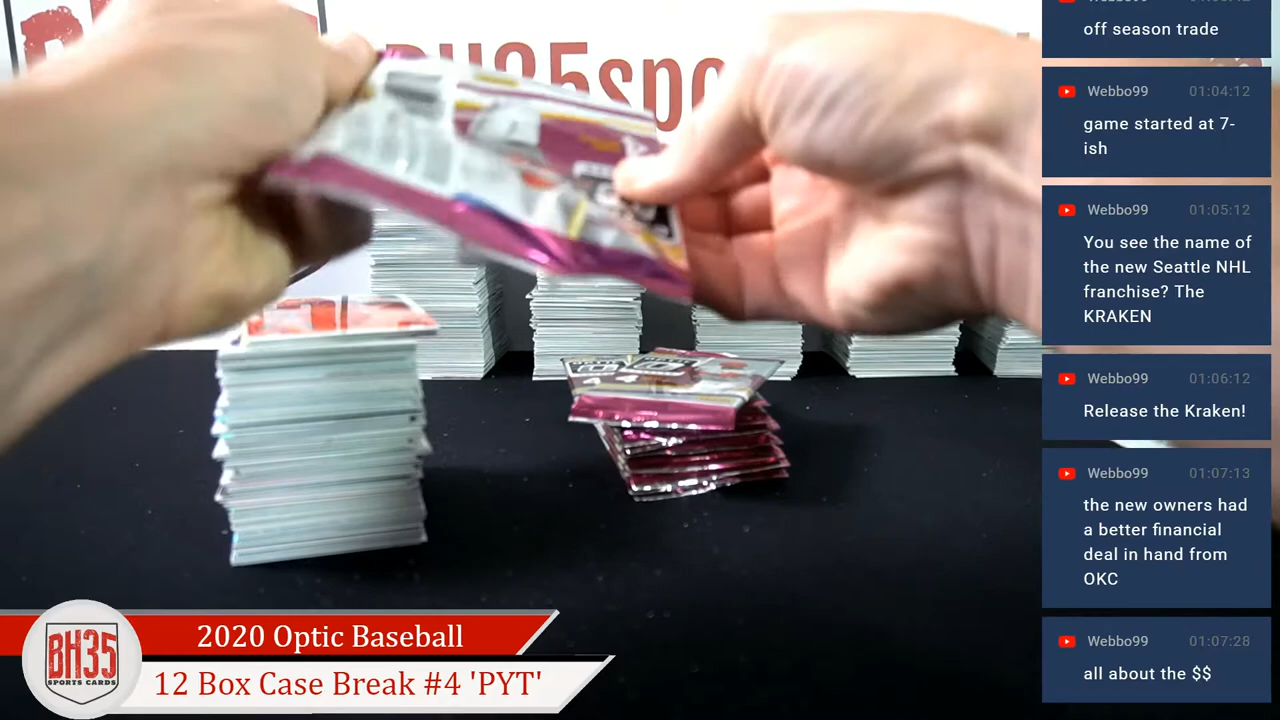 BH35spo
off season trade
Webbo99 01:04:12
game started at 7-
ish
Webbo99 01:05:12
You see the name of
the new Seattle NHL
franchise? The
KRAKEN
Webbo99 01:06:12
Release the Kraken!
Webbo99 01:07:13
the new owners had
a better financial
deal in hand from
OKC
Webbo99 01:07:28
all about the $$
BH35
SPORTS CARDS
2020 Optic Baseball
12 Box Case Break #4 'PYT'